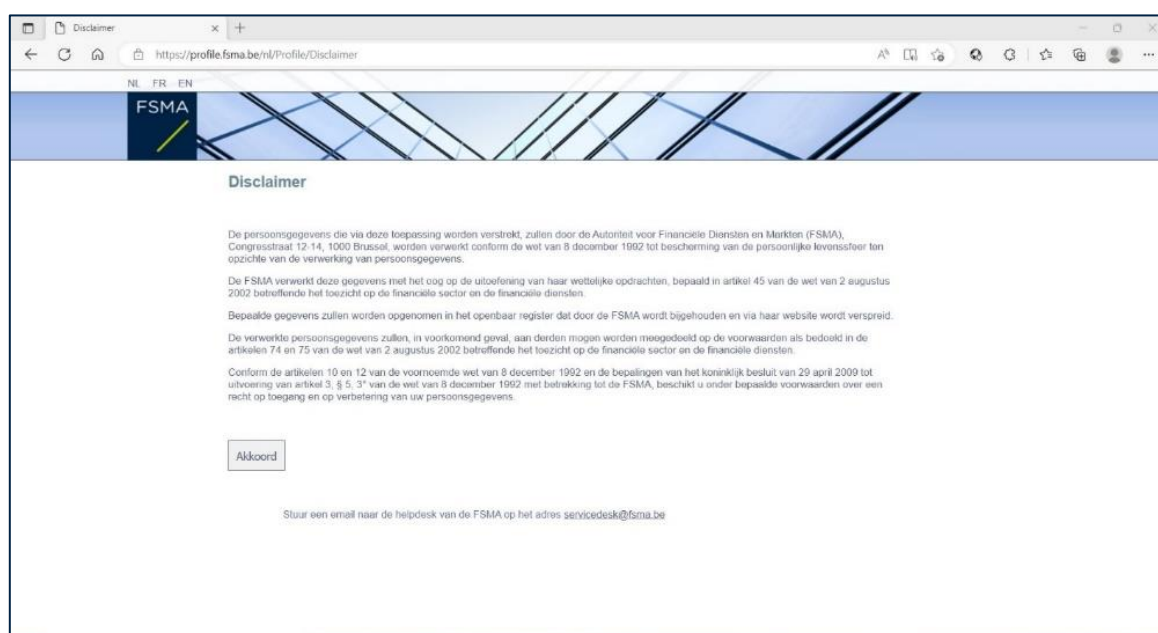 Disclaimer
https://profile.fsma.be/nl/Profile/Disclaimer
NL FR EN
FSMA
Disclaimer
De persoonsgegevens die via deze toepassing worden verstrekt, zullen door de Autoriteit voor Financiële Diensten en Markten (FSMA),
Congresstraat 12-14, 1000 Brussel, worden verwerkt conform de wet van 8 december 1992 tot bescherming van de persoonlijke levenssfeer ten
opzichte van de verwerking van persoonsgegevens.
De FSMA verwerkt deze gegevens met het oog op de uitoefening van haar wettelijke opdrachten, bepaald in artikel 45 van de wet van 2 augustus
2002 betreffende het toezicht op de financiële sector en de financiële diensten.
Bepaalde gegevens zullen worden opgenomen in het openbaar register dat door de FSMA wordt bijgehouden en via haar website wordt verspreid.
De verwerkte persoonsgegevens zullen, in voorkomend geval, aan derden mogen worden meegedeeld op de voorwaarden als bedoeld in de
artikelen 74 en 75 van de wet van 2 augustus 2002 betreffende het toezicht op de financiële sector en de financiële diensten.
Conform de artikelen 10 en 12 van de voornoemde wet van 8 december 1992 en de bepalingen van het koninklijk besluit van 29 april 2009 tot
uitvoering van artikel 3, § 5, 3° van de wet van 8 december 1992 met betrekking tot de FSMA, beschikt u onder bepaalde voorwaarden over een
recht op toegang en op verbetering van uw persoonsgegevens.
Akkoord
Stuur een email naar de helpdesk van de FSMA op het adres servicedesk@fsma.be